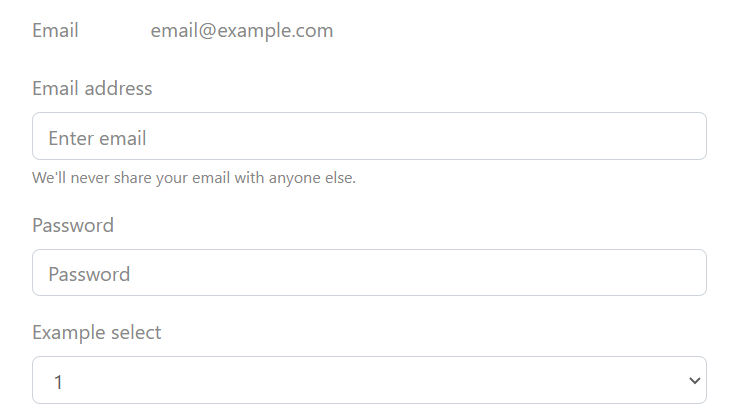 Email email@example.com
Email address
Enter email
We'll never share your email with anyone else.
Password
Password
Example select
1